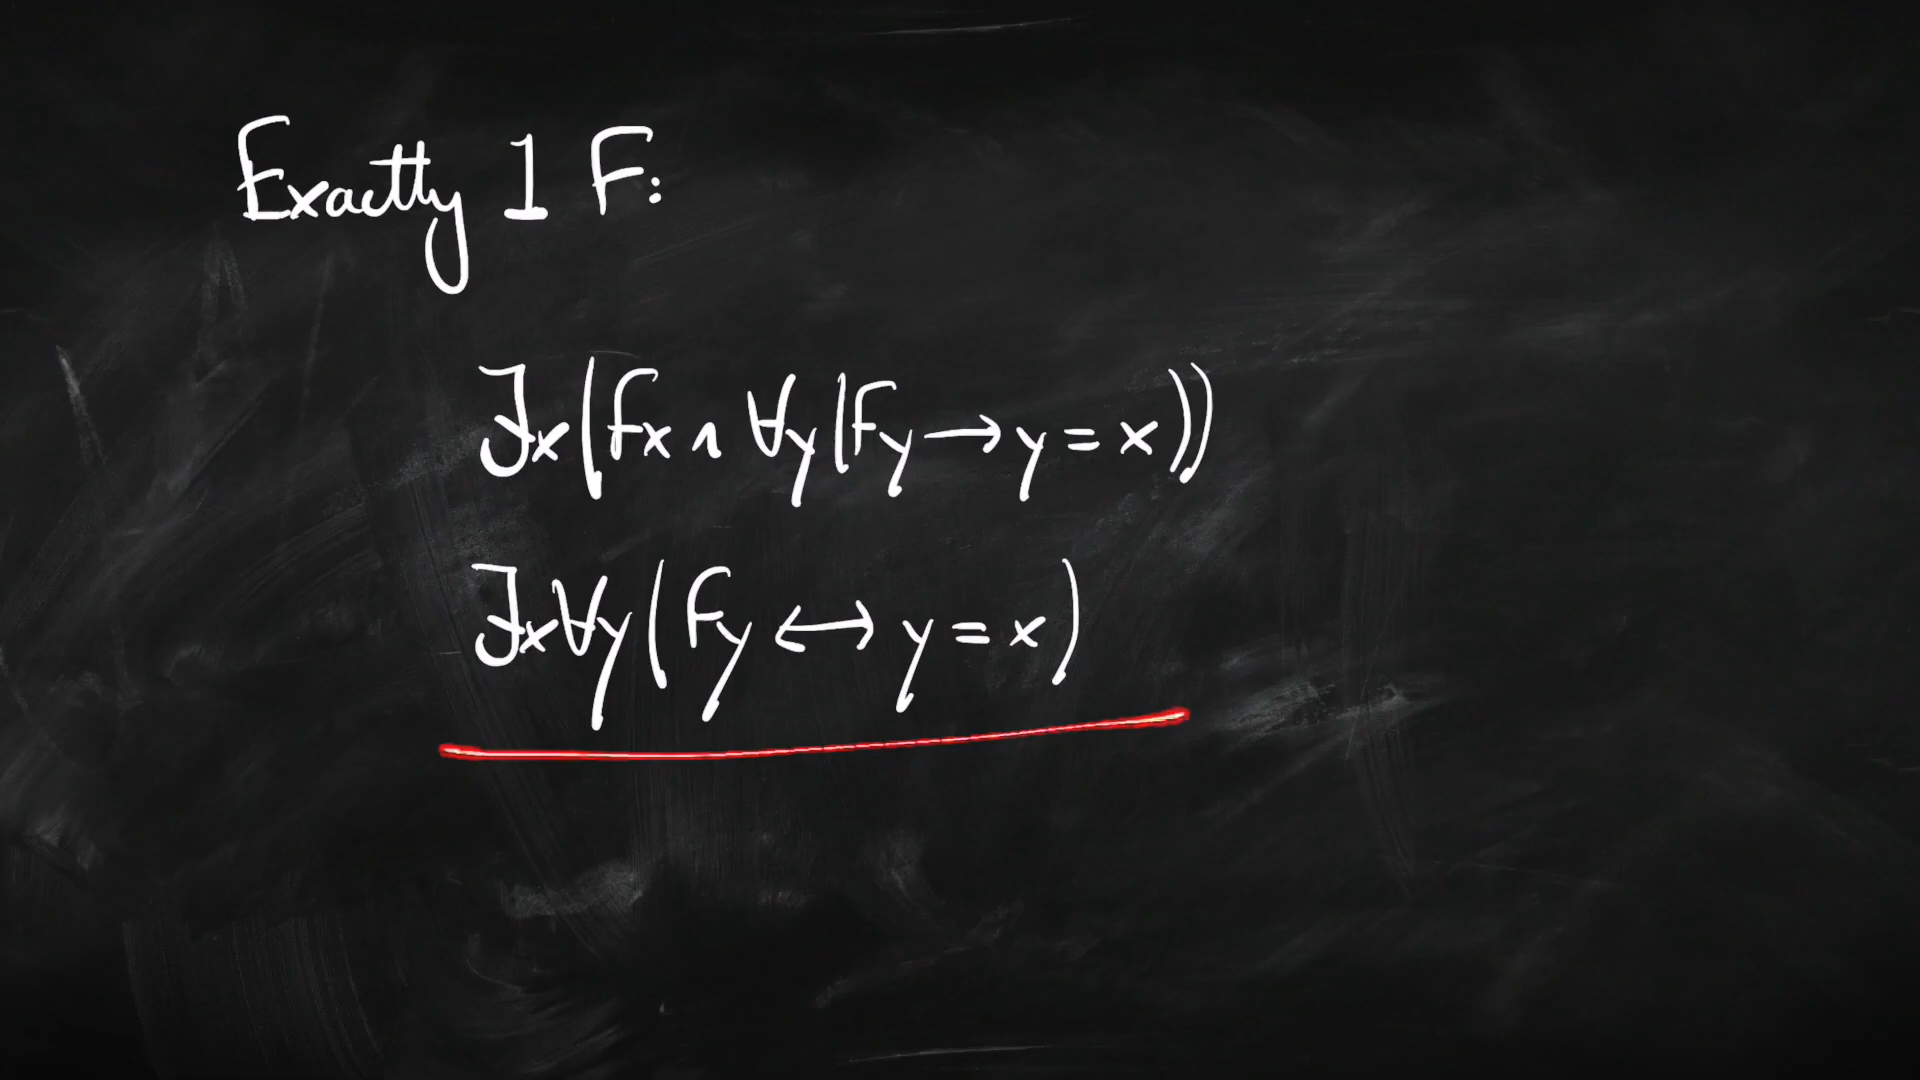 Exactly 1 F:
∃x(Fx ∧ ∀y(Fy → y = x))
∃x∀y(Fy ↔ y = x)